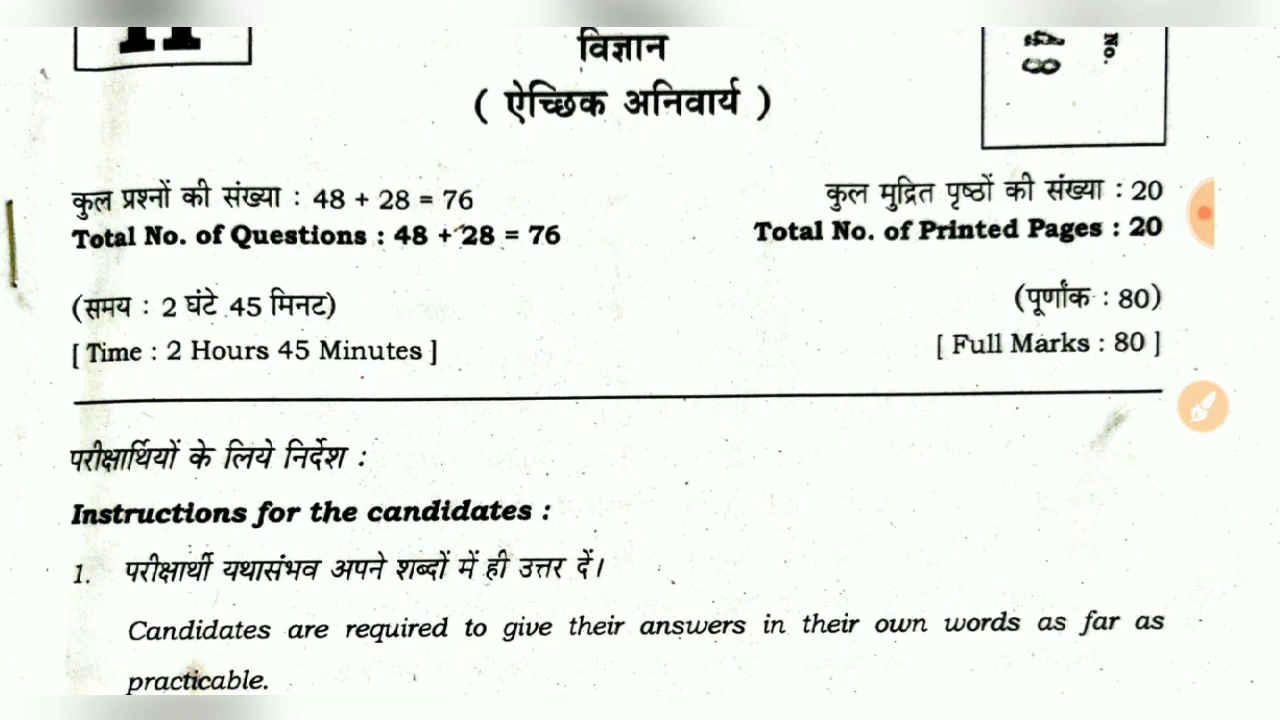 विज्ञान
( ऐच्छिक अनिवार्य )
No.
कुल प्रश्नों की संख्या : 48 + 28 = 76
कुल मुद्रित पृष्ठों की संख्या : 20
Total No. of Questions : 48 + 28 = 76
Total No. of Printed Pages : 20
(समय : 2 घंटे 45 मिनट)
(पूर्णांक : 80)
[ Time : 2 Hours 45 Minutes ]
[ Full Marks : 80 ]
परीक्षार्थियों के लिये निर्देश :
Instructions for the candidates :
1. परीक्षार्थी यथासंभव अपने शब्दों में ही उत्तर दें।
Candidates are required to give their answers in their own words as far as
practicable.